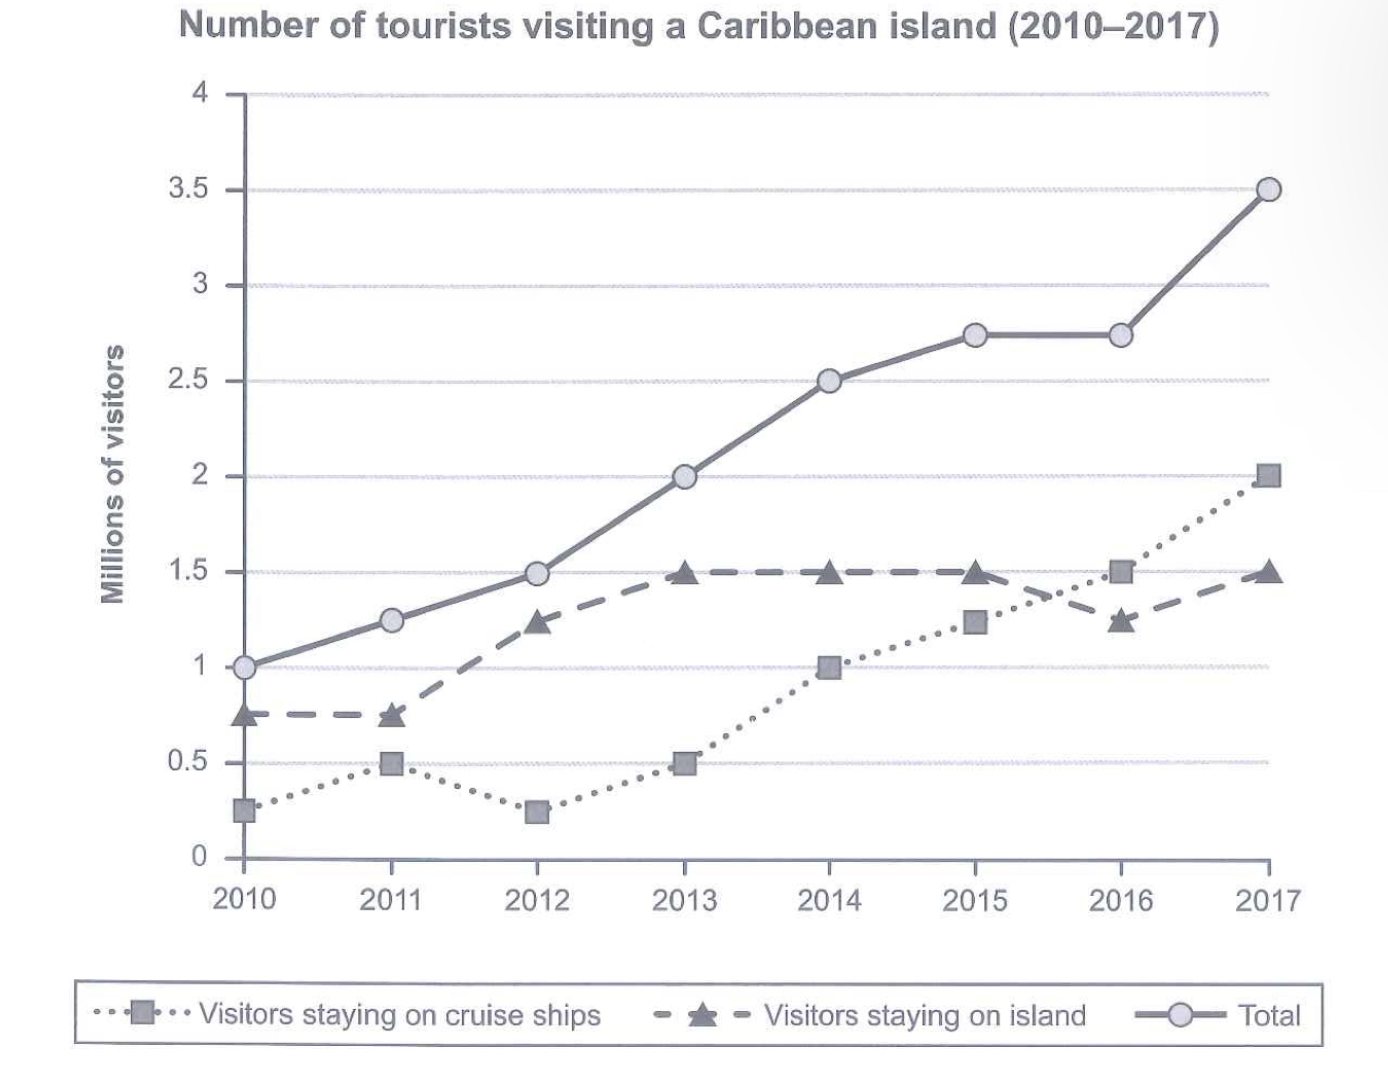 Number of tourists visiting a Caribbean island (2010–2017)
Millions of visitors
4
3.5
3
2.5
2
1.5
1
0.5
0
2010 2011 2012 2013 2014 2015 2016 2017
Visitors staying on cruise ships Visitors staying on island Total